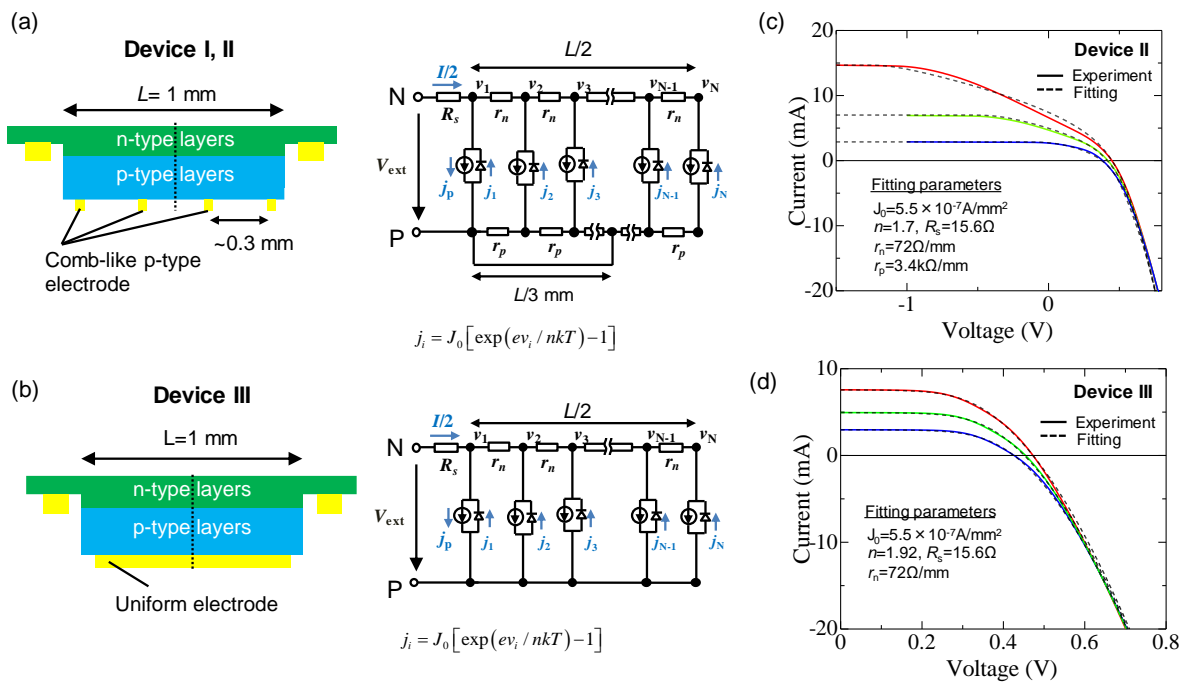 (a)
Device I, II
L= 1 mm
n-type layers
p-type layers
~0.3 mm
Comb-like p-type
electrode
L/2
I/2
v1 v2 v3 vN-1 vN
N
Rs rn rn rn
Vext
jp j1 j2 j3 jN-1 jN
P
rp rp rp
L/3 mm
ji = J0[exp(evi / nkT)−1]
(b)
Device III
L=1 mm
n-type layers
p-type layers
Uniform electrode
L/2
I/2
v1 v2 v3 vN-1 vN
N
Rs rn rn rn
Vext
jp j1 j2 j3 jN-1 jN
P
ji = J0[exp(evi / nkT)−1]
(c)
Device II
Experiment
Fitting
Fitting parameters
J0=5.5×10-7A/mm2
n=1.7, Rs=15.6Ω
rn=72Ω/mm
rp=3.4kΩ/mm
Current (mA)
20
10
0
-10
-20
-1 0
Voltage (V)
(d)
Device III
Experiment
Fitting
Fitting parameters
J0=5.5×10-7A/mm2
n=1.92, Rs=15.6Ω
rn=72Ω/mm
Current (mA)
10
0
10
-20
0 0.2 0.4 0.6 0.8
Voltage (V)